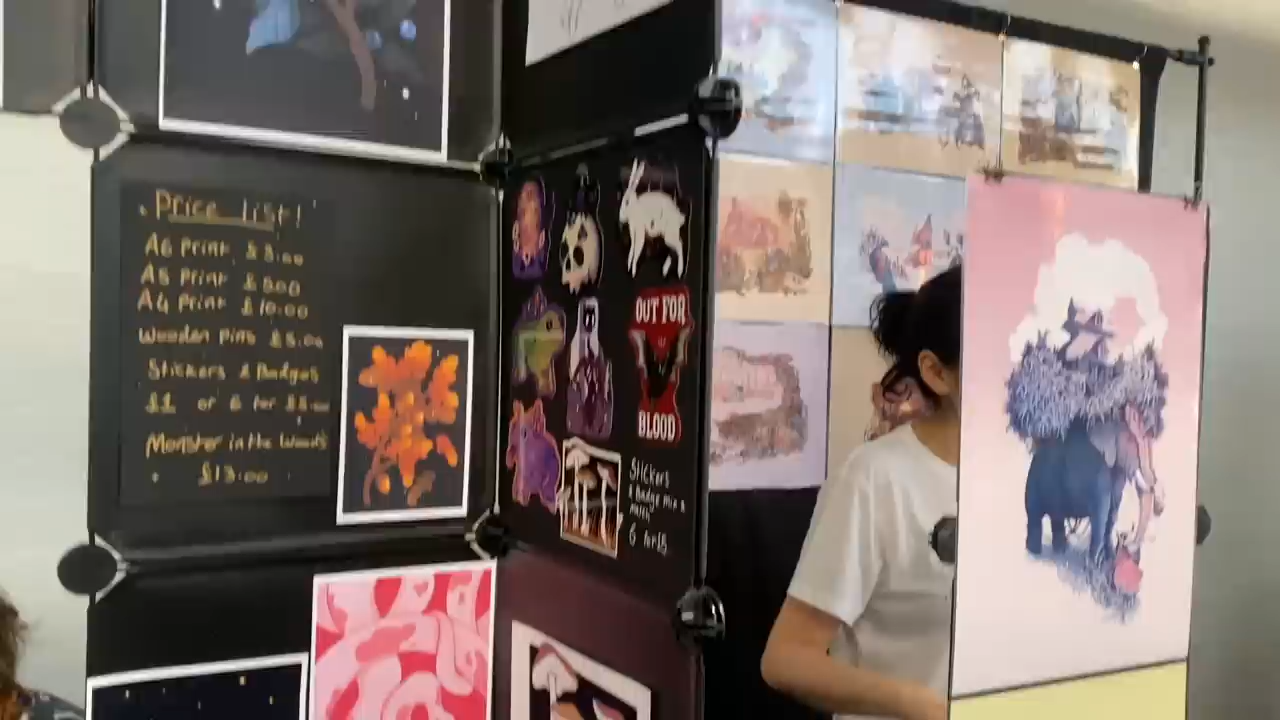 Price list!
A6 Print £3.00
A5 Print £5.00
A4 Print £10.00
Wooden Pins £5.00
Stickers & Badges
£1 or 6 for £5.00
Monster in the Woods
£13.00
OUT FOR
BLOOD
Stickers
& Badge mix &
match
6 for £5